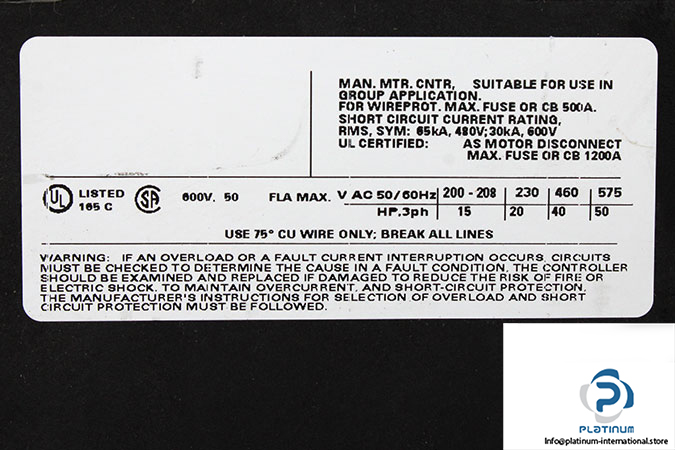 MAN. MTR. CNTR, SUITABLE FOR USE IN
GROUP APPLICATION.
FOR WIREPROT. MAX. FUSE OR CB 500A.
SHORT CIRCUIT CURRENT RATING,
RMS, SYM: 65kA, 480V; 30kA, 600V
UL CERTIFIED: AS MOTOR DISCONNECT
MAX. FUSE OR CB 1200A
UL LISTED 165 C SA 600V. 50 FLA MAX. V AC 50/60Hz 200 - 208 230 460 575
HP.3ph 15 20 40 50
USE 75° CU WIRE ONLY; BREAK ALL LINES
WARNING: IF AN OVERLOAD OR A FAULT CURRENT INTERRUPTION OCCURS, CIRCUITS
MUST BE CHECKED TO DETERMINE THE CAUSE IN A FAULT CONDITION. THE CONTROLLER
SHOULD BE EXAMINED AND REPLACED IF DAMAGED TO REDUCE THE RISK OF FIRE OR
ELECTRIC SHOCK. TO MAINTAIN OVERCURRENT, AND SHORT-CIRCUIT PROTECTION,
THE MANUFACTURER'S INSTRUCTIONS FOR SELECTION OF OVERLOAD AND SHORT
CIRCUIT PROTECTION MUST BE FOLLOWED.
P
PLATINUM
Info@platinum-international.store